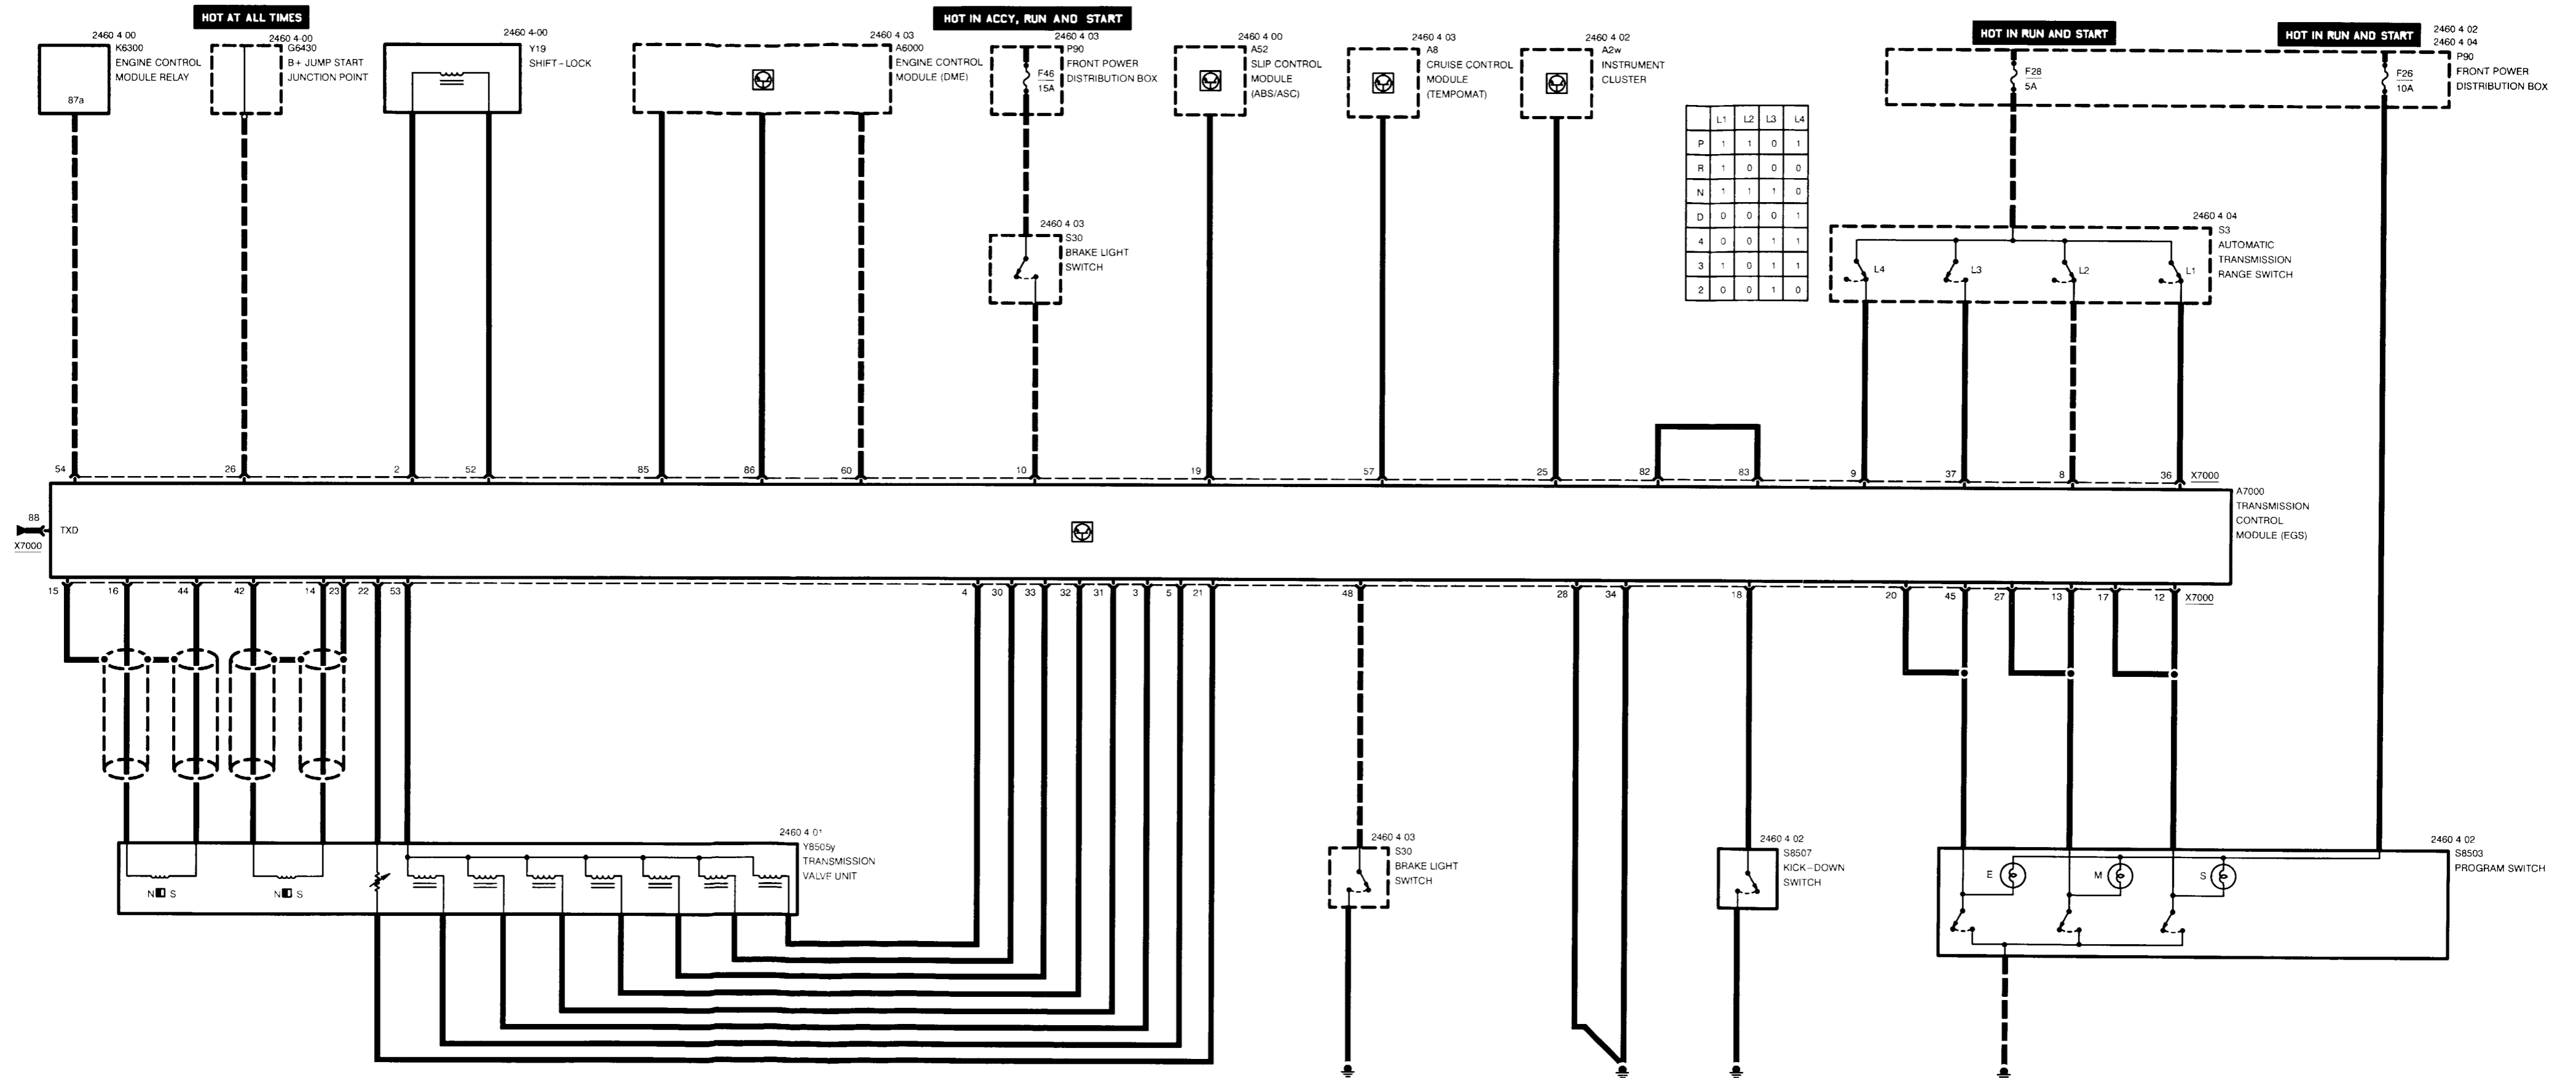 HOT AT ALL TIMES
HOT IN ACCY, RUN AND START
HOT IN RUN AND START
HOT IN RUN AND START
2460 4 00
K6300
ENGINE CONTROL
MODULE RELAY
87a
2460 4-00
G6430
B+ JUMP START
JUNCTION POINT
2460 4-00
Y19
SHIFT-LOCK
2460 4 03
A6000
ENGINE CONTROL
MODULE (DME)
2460 4 03
P90
FRONT POWER
DISTRIBUTION BOX
F46
15A
2460 4 00
A52
SLIP CONTROL
MODULE
(ABS/ASC)
2460 4 03
A8
CRUISE CONTROL
MODULE
(TEMPOMAT)
2460 4 02
A2w
INSTRUMENT
CLUSTER
F28
5A
F26
10A
2460 4 02
2460 4 04
P90
FRONT POWER
DISTRIBUTION BOX
L1 L2 L3 L4
P 1 1 0 1
R 1 0 0 0
N 1 1 1 0
D 0 0 0 1
4 0 0 1 1
3 1 0 1 1
2 0 0 1 0
2460 4 03
S30
BRAKE LIGHT
SWITCH
2460 4 04
S3
AUTOMATIC
TRANSMISSION
RANGE SWITCH
L4 L3 L2 L1
54 26 2 52 85 86 60 10 19 57 25 82 83 9 37 8 36 X7000
A7000
TRANSMISSION
CONTROL
MODULE (EGS)
88
X7000
TXD
15 16 44 42 14 23 22 53 4 30 33 32 31 3 5 21 48 28 34 18 20 45 27 13 17 12 X7000
2460 4 01
Y8505y
TRANSMISSION
VALVE UNIT
N S
N S
2460 4 03
S30
BRAKE LIGHT
SWITCH
2460 4 02
S8507
KICK-DOWN
SWITCH
2460 4 02
S8503
PROGRAM SWITCH
E M S